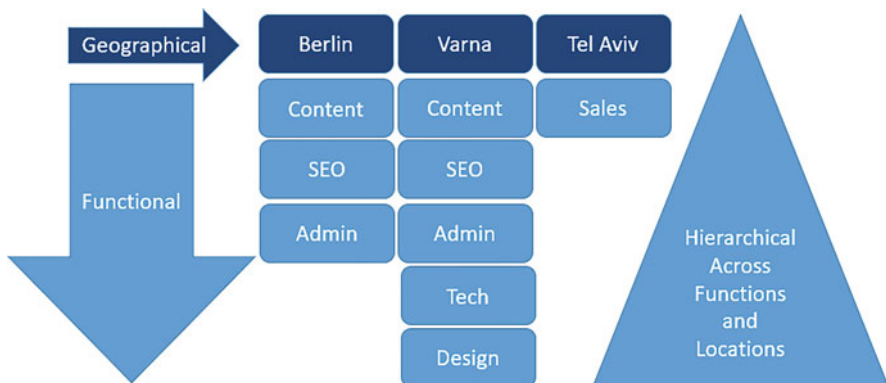 Geographical
Berlin
Varna
Tel Aviv
Content
Content
Sales
SEO
SEO
Functional
Admin
Admin
Tech
Design
Hierarchical
Across
Functions
and
Locations